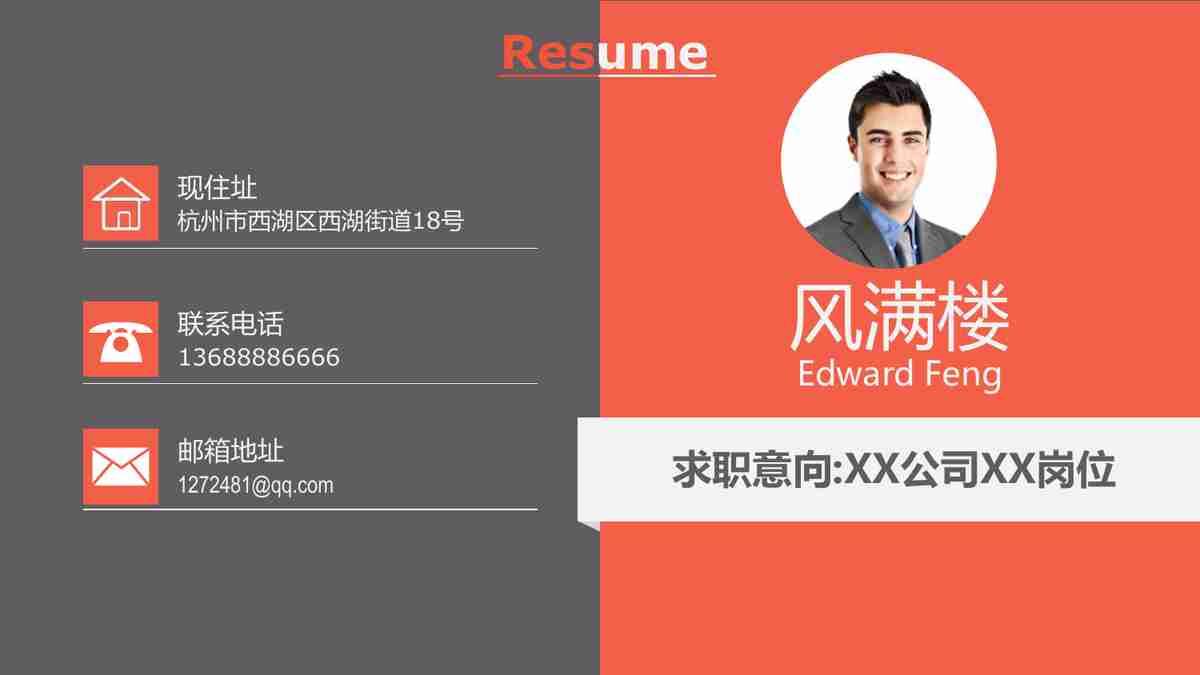 Resume
现住址
杭州市西湖区西湖街道18号
联系电话
13688886666
邮箱地址
1272481@qq.com
风满楼
Edward Feng
求职意向:XX公司XX岗位